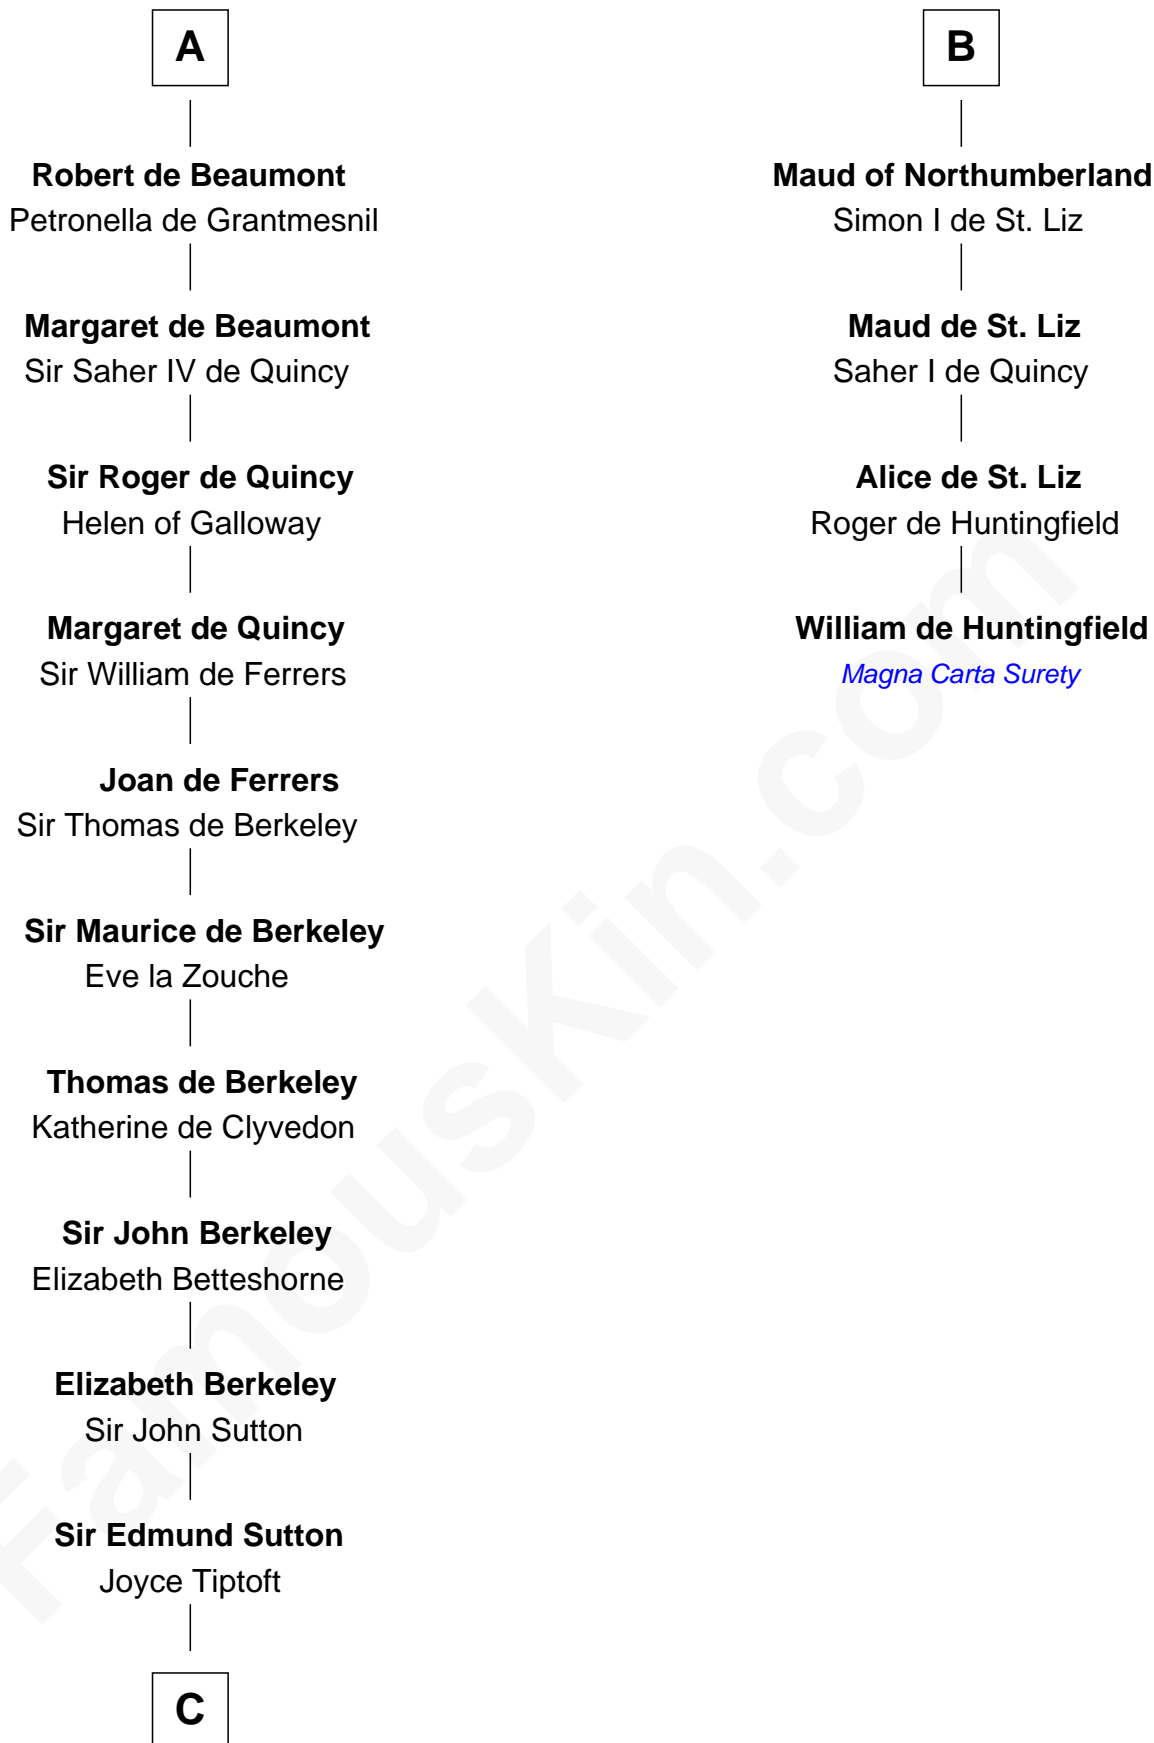 A
Robert de Beaumont
Petronella de Grantmesnil
Margaret de Beaumont
Sir Saher IV de Quincy
Sir Roger de Quincy
Helen of Galloway
Margaret de Quincy
Sir William de Ferrers
Joan de Ferrers
Sir Thomas de Berkeley
Sir Maurice de Berkeley
Eve la Zouche
Thomas de Berkeley
Katherine de Clyvedon
Sir John Berkeley
Elizabeth Betteshorne
Elizabeth Berkeley
Sir John Sutton
Sir Edmund Sutton
Joyce Tiptoft
C
B
Maud of Northumberland
Simon I de St. Liz
Maud de St. Liz
Saher I de Quincy
Alice de St. Liz
Roger de Huntingfield
William de Huntingfield
Magna Carta Surety
FamousKin.com